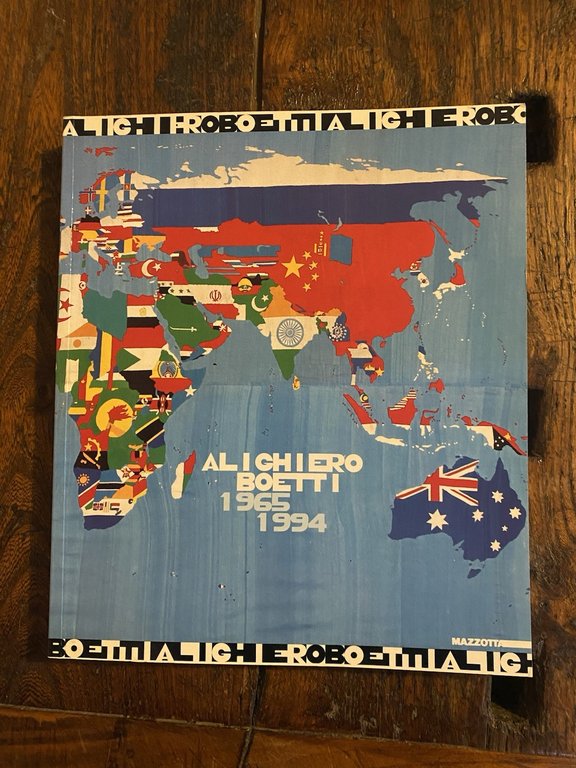 ALIGHIEROBOETTIALIGHIEROBO
ALIGHIERO
BOETTI
1965
1994
MAZZOTTA
BOETTIALIGHIEROBOETTIALIGH